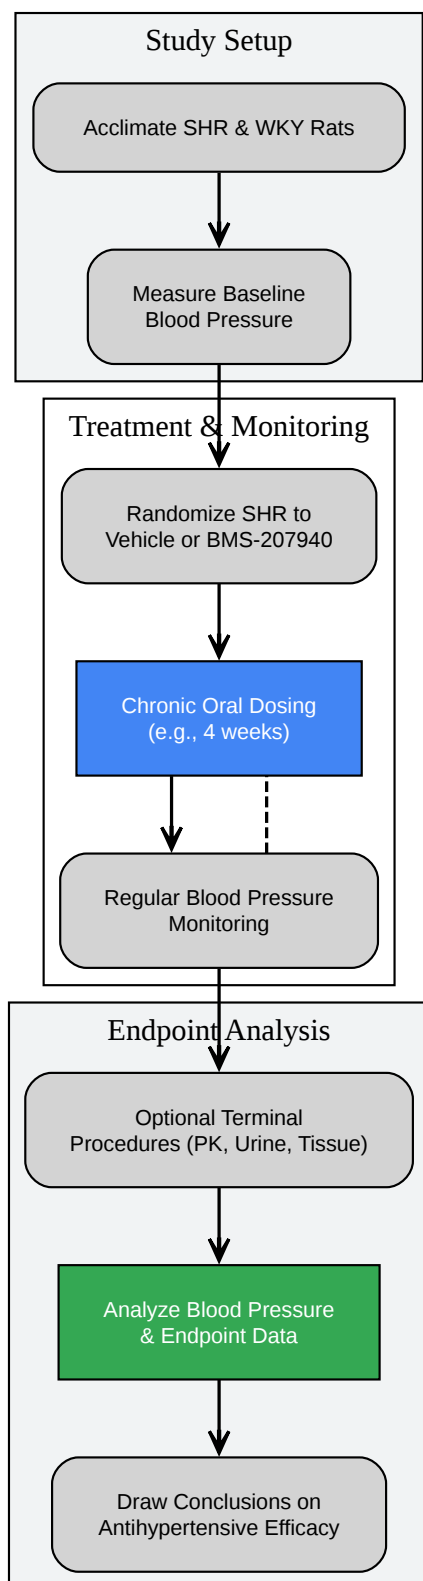 Study Setup
Acclimate SHR & WKY Rats
Measure Baseline
Blood Pressure
Treatment & Monitoring
Randomize SHR to
Vehicle or BMS-207940
Chronic Oral Dosing
(e.g., 4 weeks)
Regular Blood Pressure
Monitoring
Endpoint Analysis
Optional Terminal
Procedures (PK, Urine, Tissue)
Analyze Blood Pressure
& Endpoint Data
Draw Conclusions on
Antihypertensive Efficacy